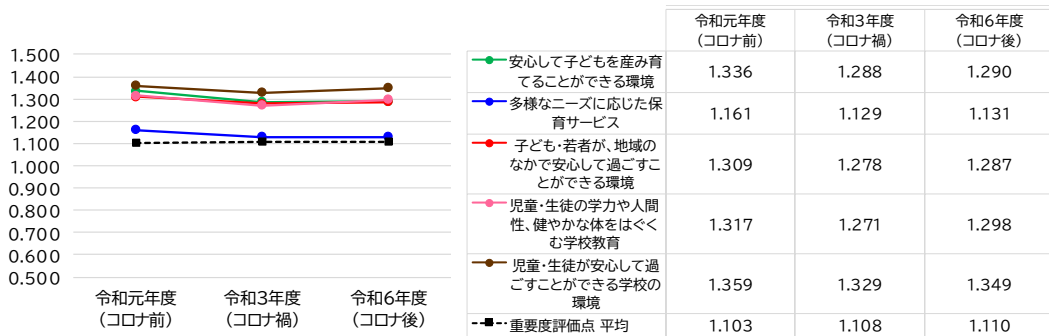 令和元年度 令和3年度 令和6年度
(コロナ前) (コロナ禍) (コロナ後)
1.500
1.400
1.300
1.200
1.100
1.000
0.900
0.800
0.700
0.600
0.500
令和元年度 令和3年度 令和6年度
(コロナ前) (コロナ禍) (コロナ後)
安心して子どもを産み育
てることができる環境
1.336 1.288 1.290
多様なニーズに応じた保
育サービス
1.161 1.129 1.131
子ども・若者が、地域の
なかで安心して過ごすこ
とができる環境
1.309 1.278 1.287
児童・生徒の学力や人間
性、健やかな体をはぐく
む学校教育
1.317 1.271 1.298
児童・生徒が安心して過
ごすことができる学校の
環境
1.359 1.329 1.349
重要度評価点 平均 1.103 1.108 1.110